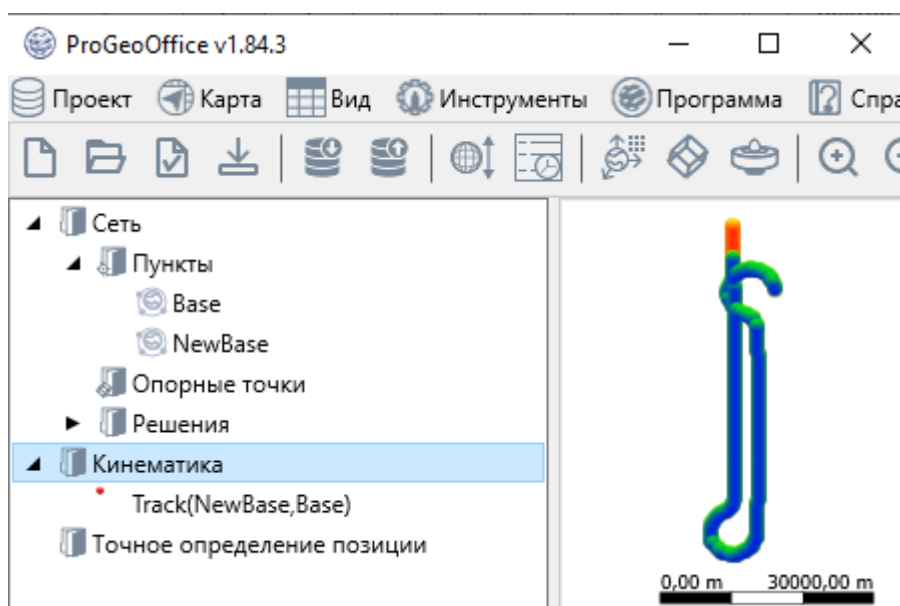 ProGeoOffice v1.84.3
Проект Карта Вид Инструменты Программа Спра
Сеть
Пункты
Base
NewBase
Опорные точки
Решения
Кинематика
Track(NewBase,Base)
Точное определение позиции
0,00 m 30000,00 m